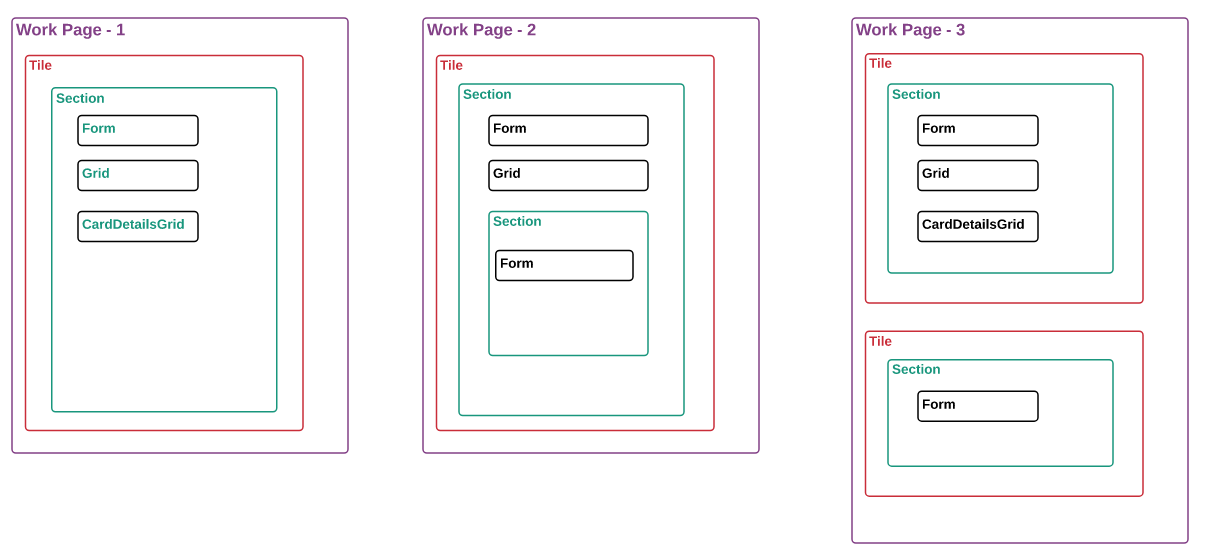 Work Page - 1
Tile
Section
Form
Grid
CardDetailsGrid
Work Page - 2
Tile
Section
Form
Grid
Section
Form
Work Page - 3
Tile
Section
Form
Grid
CardDetailsGrid
Tile
Section
Form